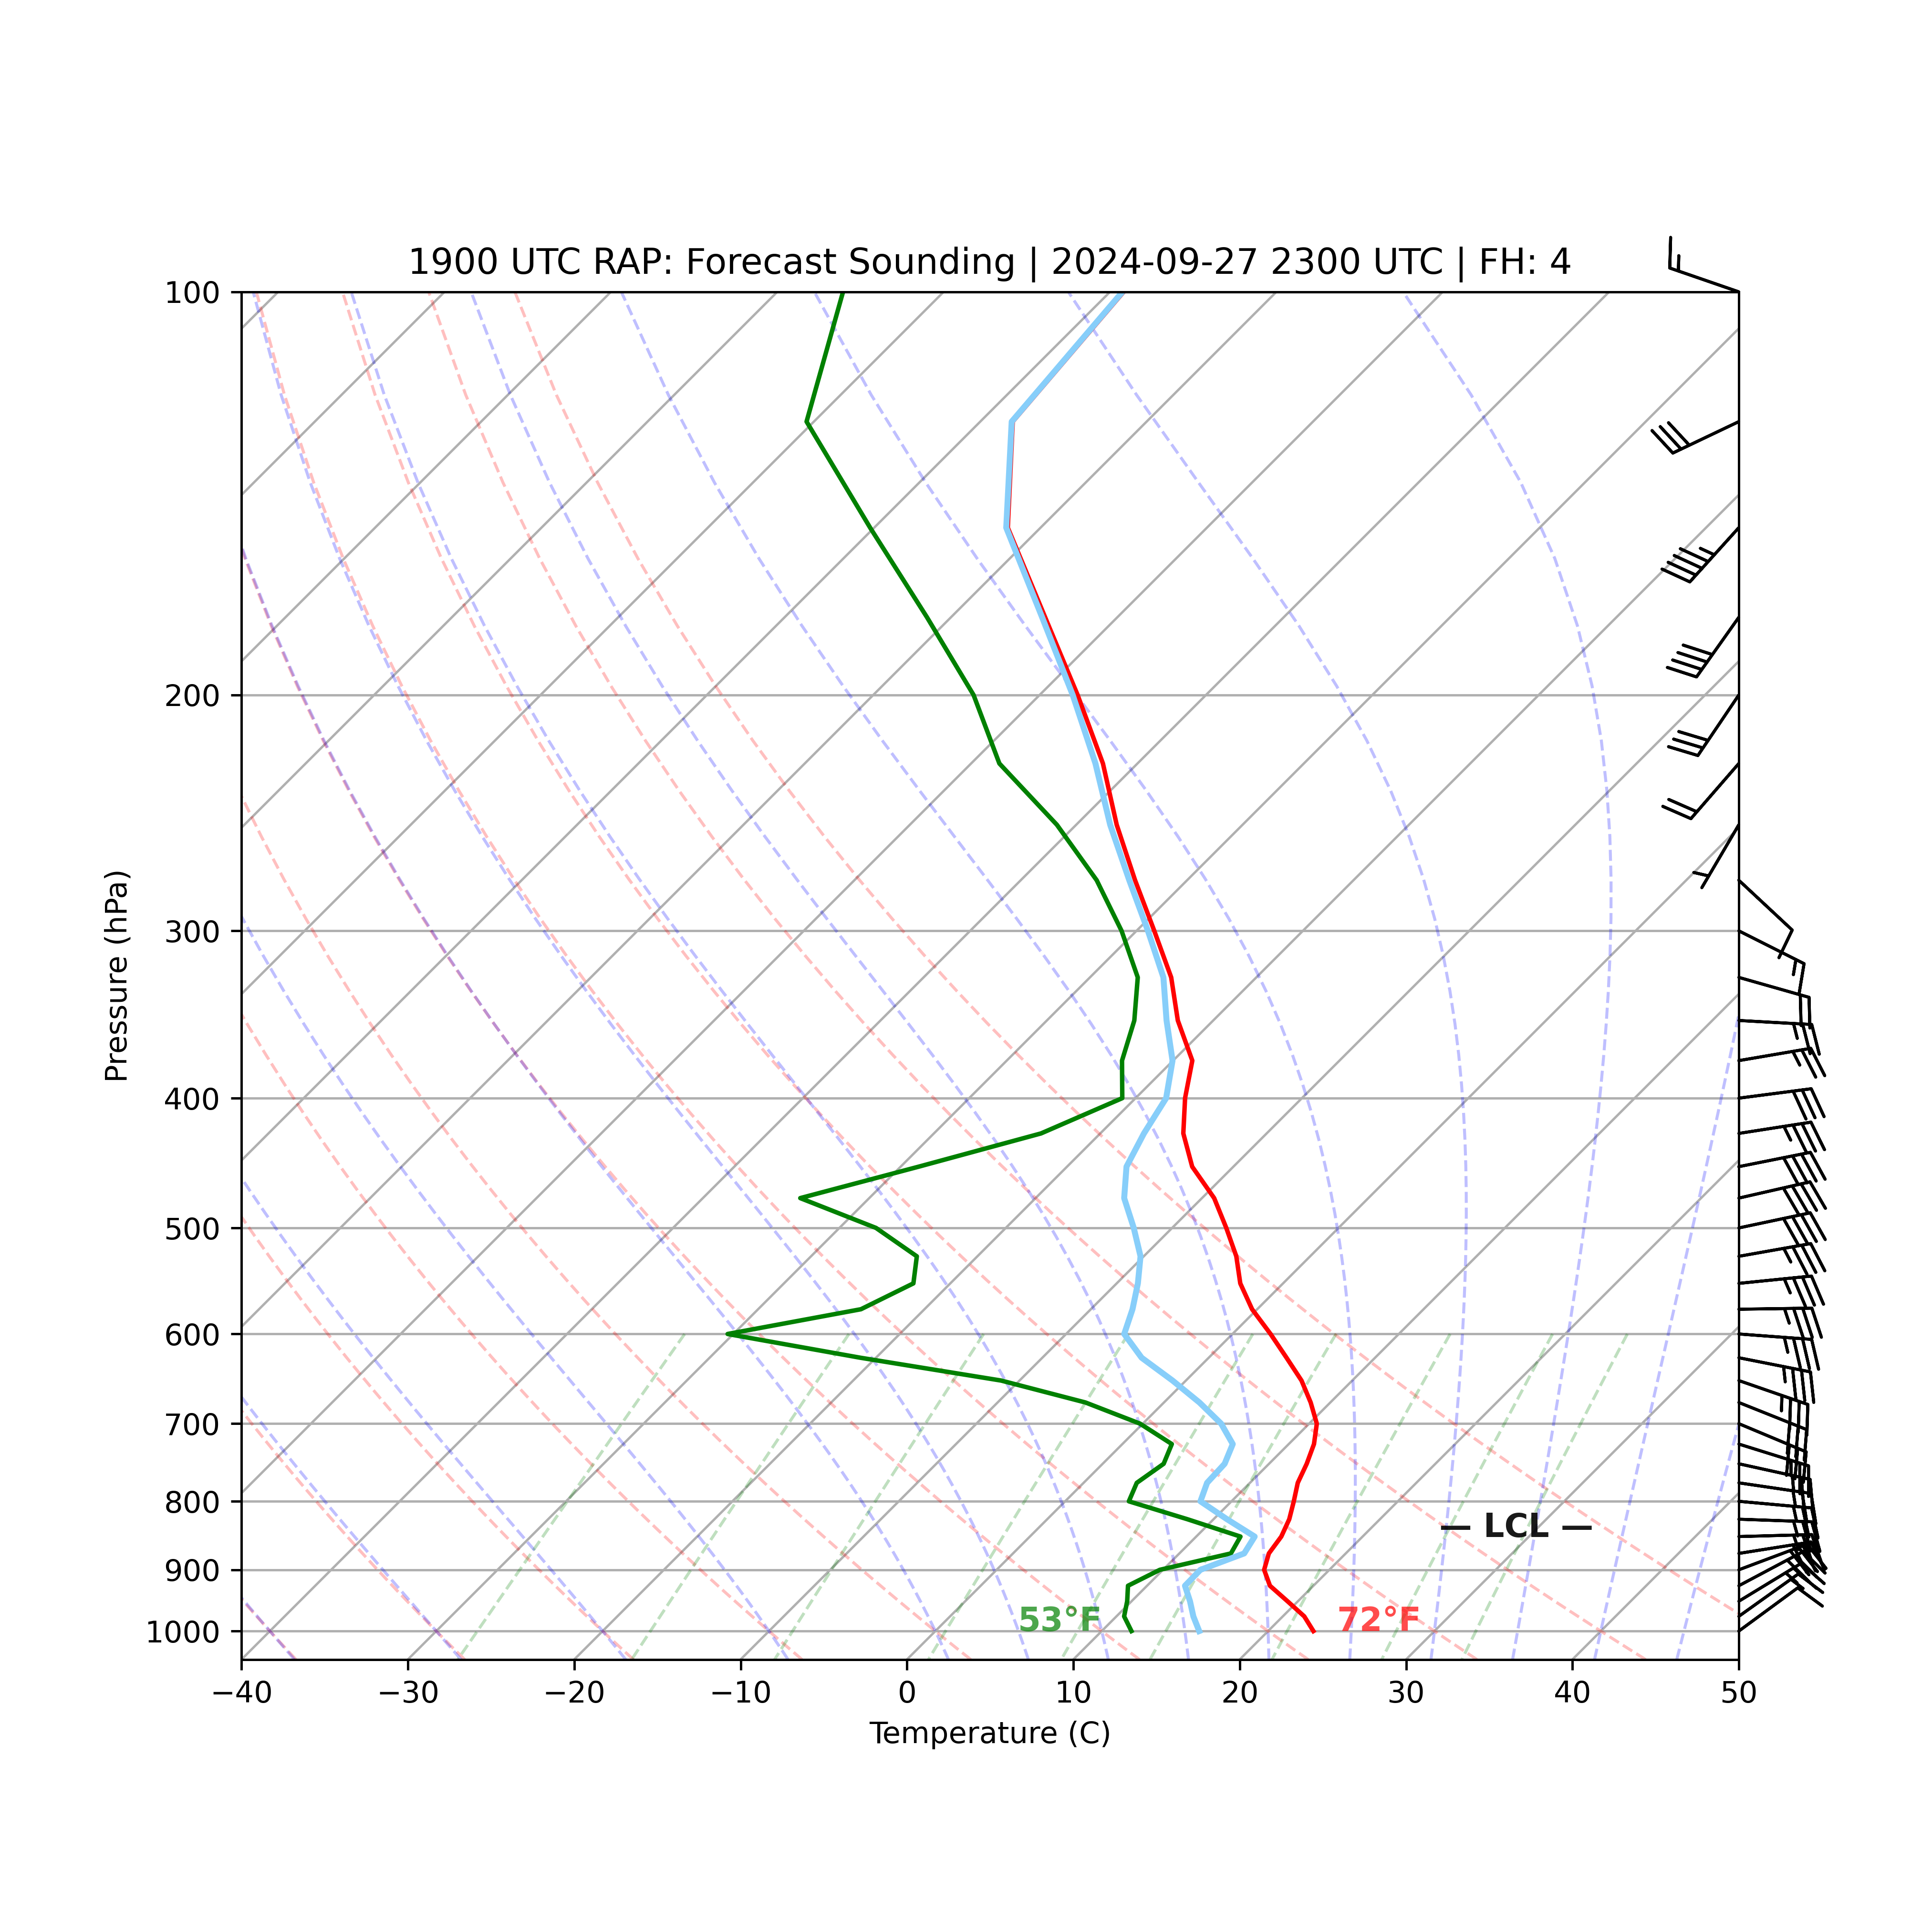 1900 UTC RAP: Forecast Sounding | 2024-09-27 2300 UTC | FH: 4
100
200
300
400
500
600
700
800
900
1000
Pressure (hPa)
— LCL —
53°F
72°F
−40 −30 −20 −10 0 10 20 30 40 50
Temperature (C)